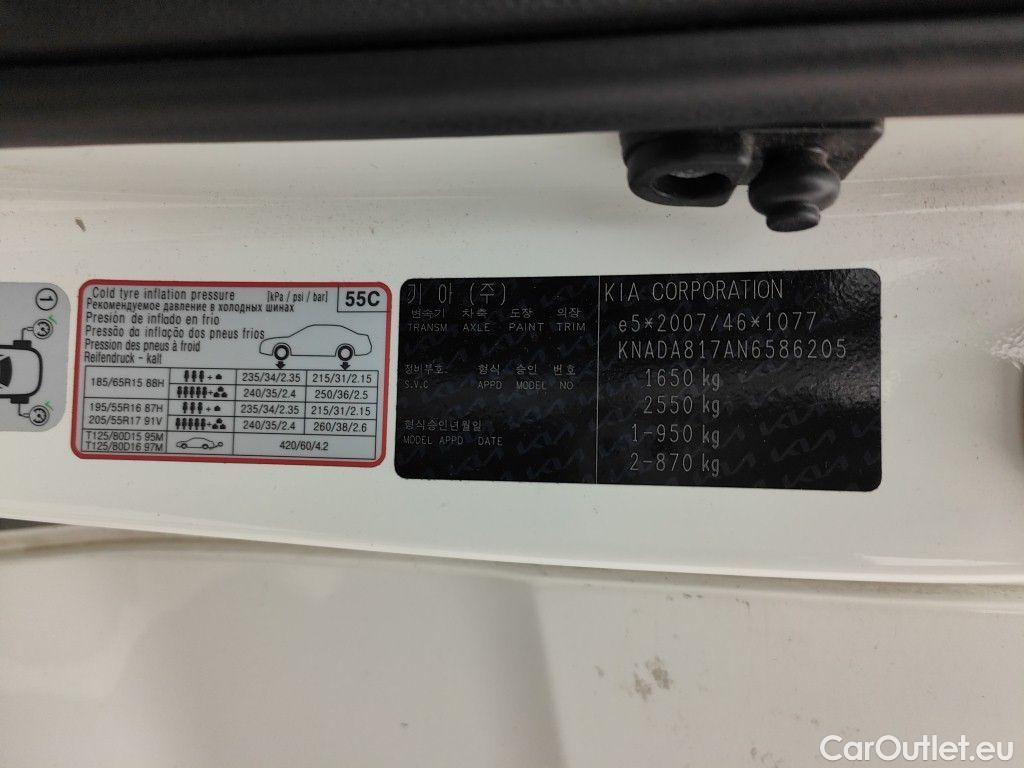 1
Cold tyre inflation pressure [kPa / psi / bar] 55C
Рекомендуемое давление в холодных шинах
Presión de inflado en frio
Pressão da inflação dos pneus frios
Pression des pneus à froid
Reifendruck - kalt
185/65R15 88H 235/34/2.35 215/31/2.15
240/35/2.4 250/36/2.5
195/55R16 87H 235/34/2.35 215/31/2.15
205/55R17 91V 240/35/2.4 260/38/2.6
T125/80D15 95M 420/60/4.2
T125/80D16 97M
기 아 (주) KIA CORPORATION
변속기 차축 도장 의장
TRANSM AXLE PAINT TRIM
e5*2007/46*1077
KNADA817AN6586205
정비부호. 형식 승인 번호
S.V.C APPD MODEL NO
1650 kg
2550 kg
형식승인년월일 1-950 kg
MODEL APPD DATE 2-870 kg
CarOutlet.eu